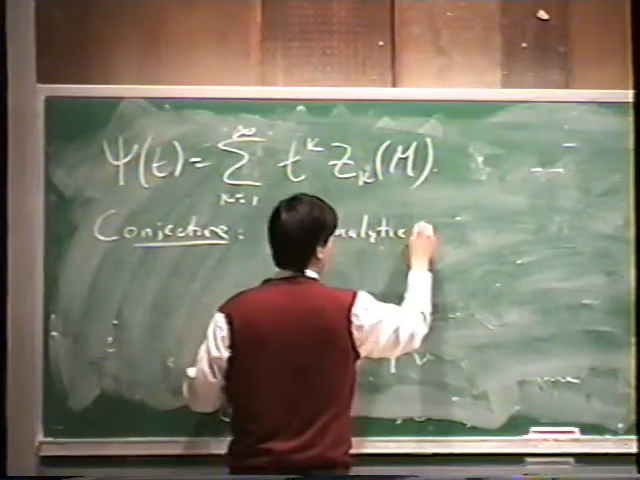 Ψ(t) = ∑_{k=1}^{∞} t^k Z_k(M).
Conjecture: analytic